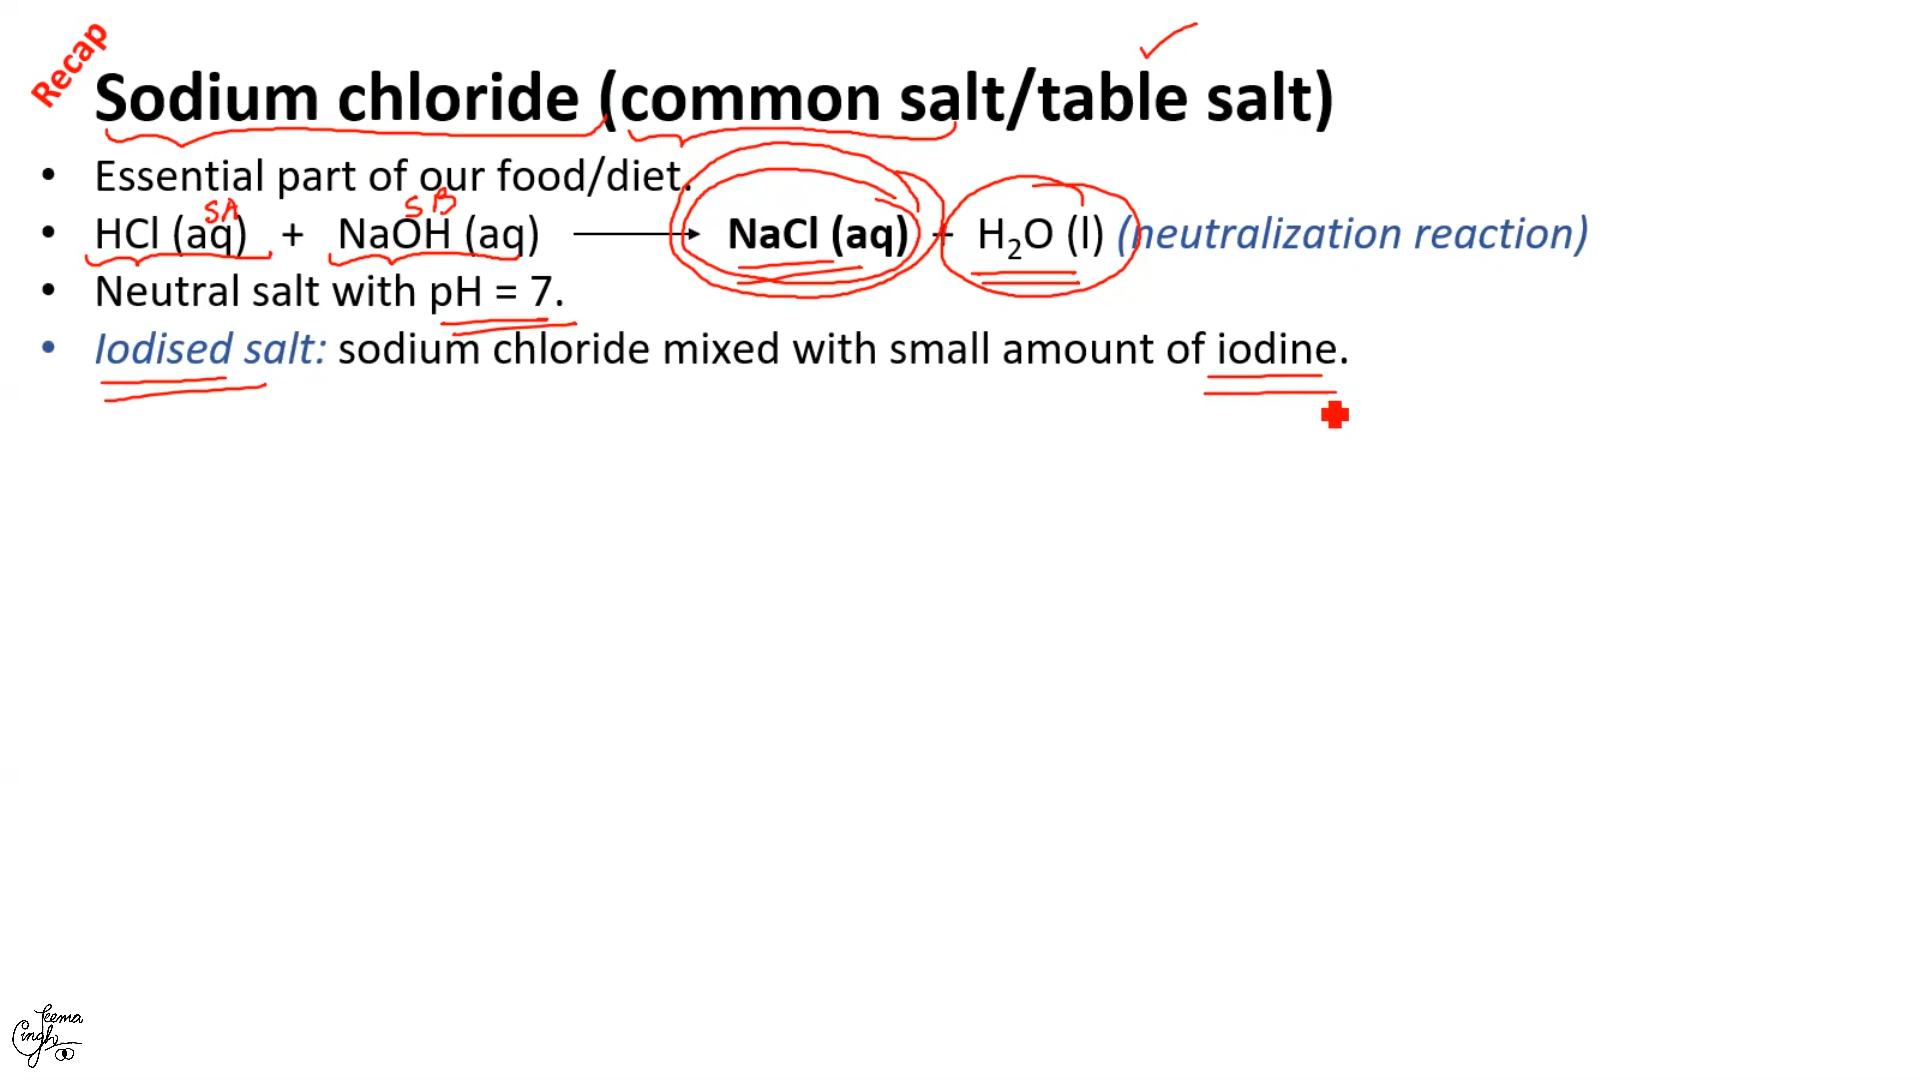 Recap
Sodium chloride (common salt/table salt)
• Essential part of our food/diet.
SA SB
• HCl (aq) + NaOH (aq) ⟶ NaCl (aq) + H₂O (l) (neutralization reaction)
• Neutral salt with pH = 7.
• Iodised salt: sodium chloride mixed with small amount of iodine.